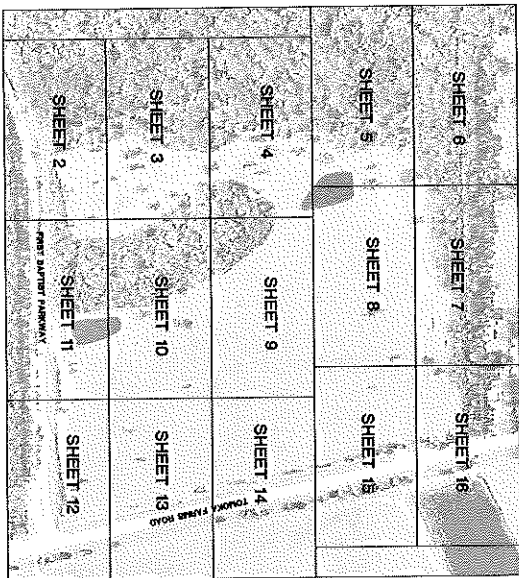 SHEET 16
SHEET 15
SHEET 14
SHEET 13
SHEET 12
TOMOKA FARMS ROAD
SHEET 7
SHEET 8
SHEET 9
SHEET 10
SHEET 11
FIRST BAPTIST PARKWAY
SHEET 6
SHEET 5
SHEET 4
SHEET 3
SHEET 2